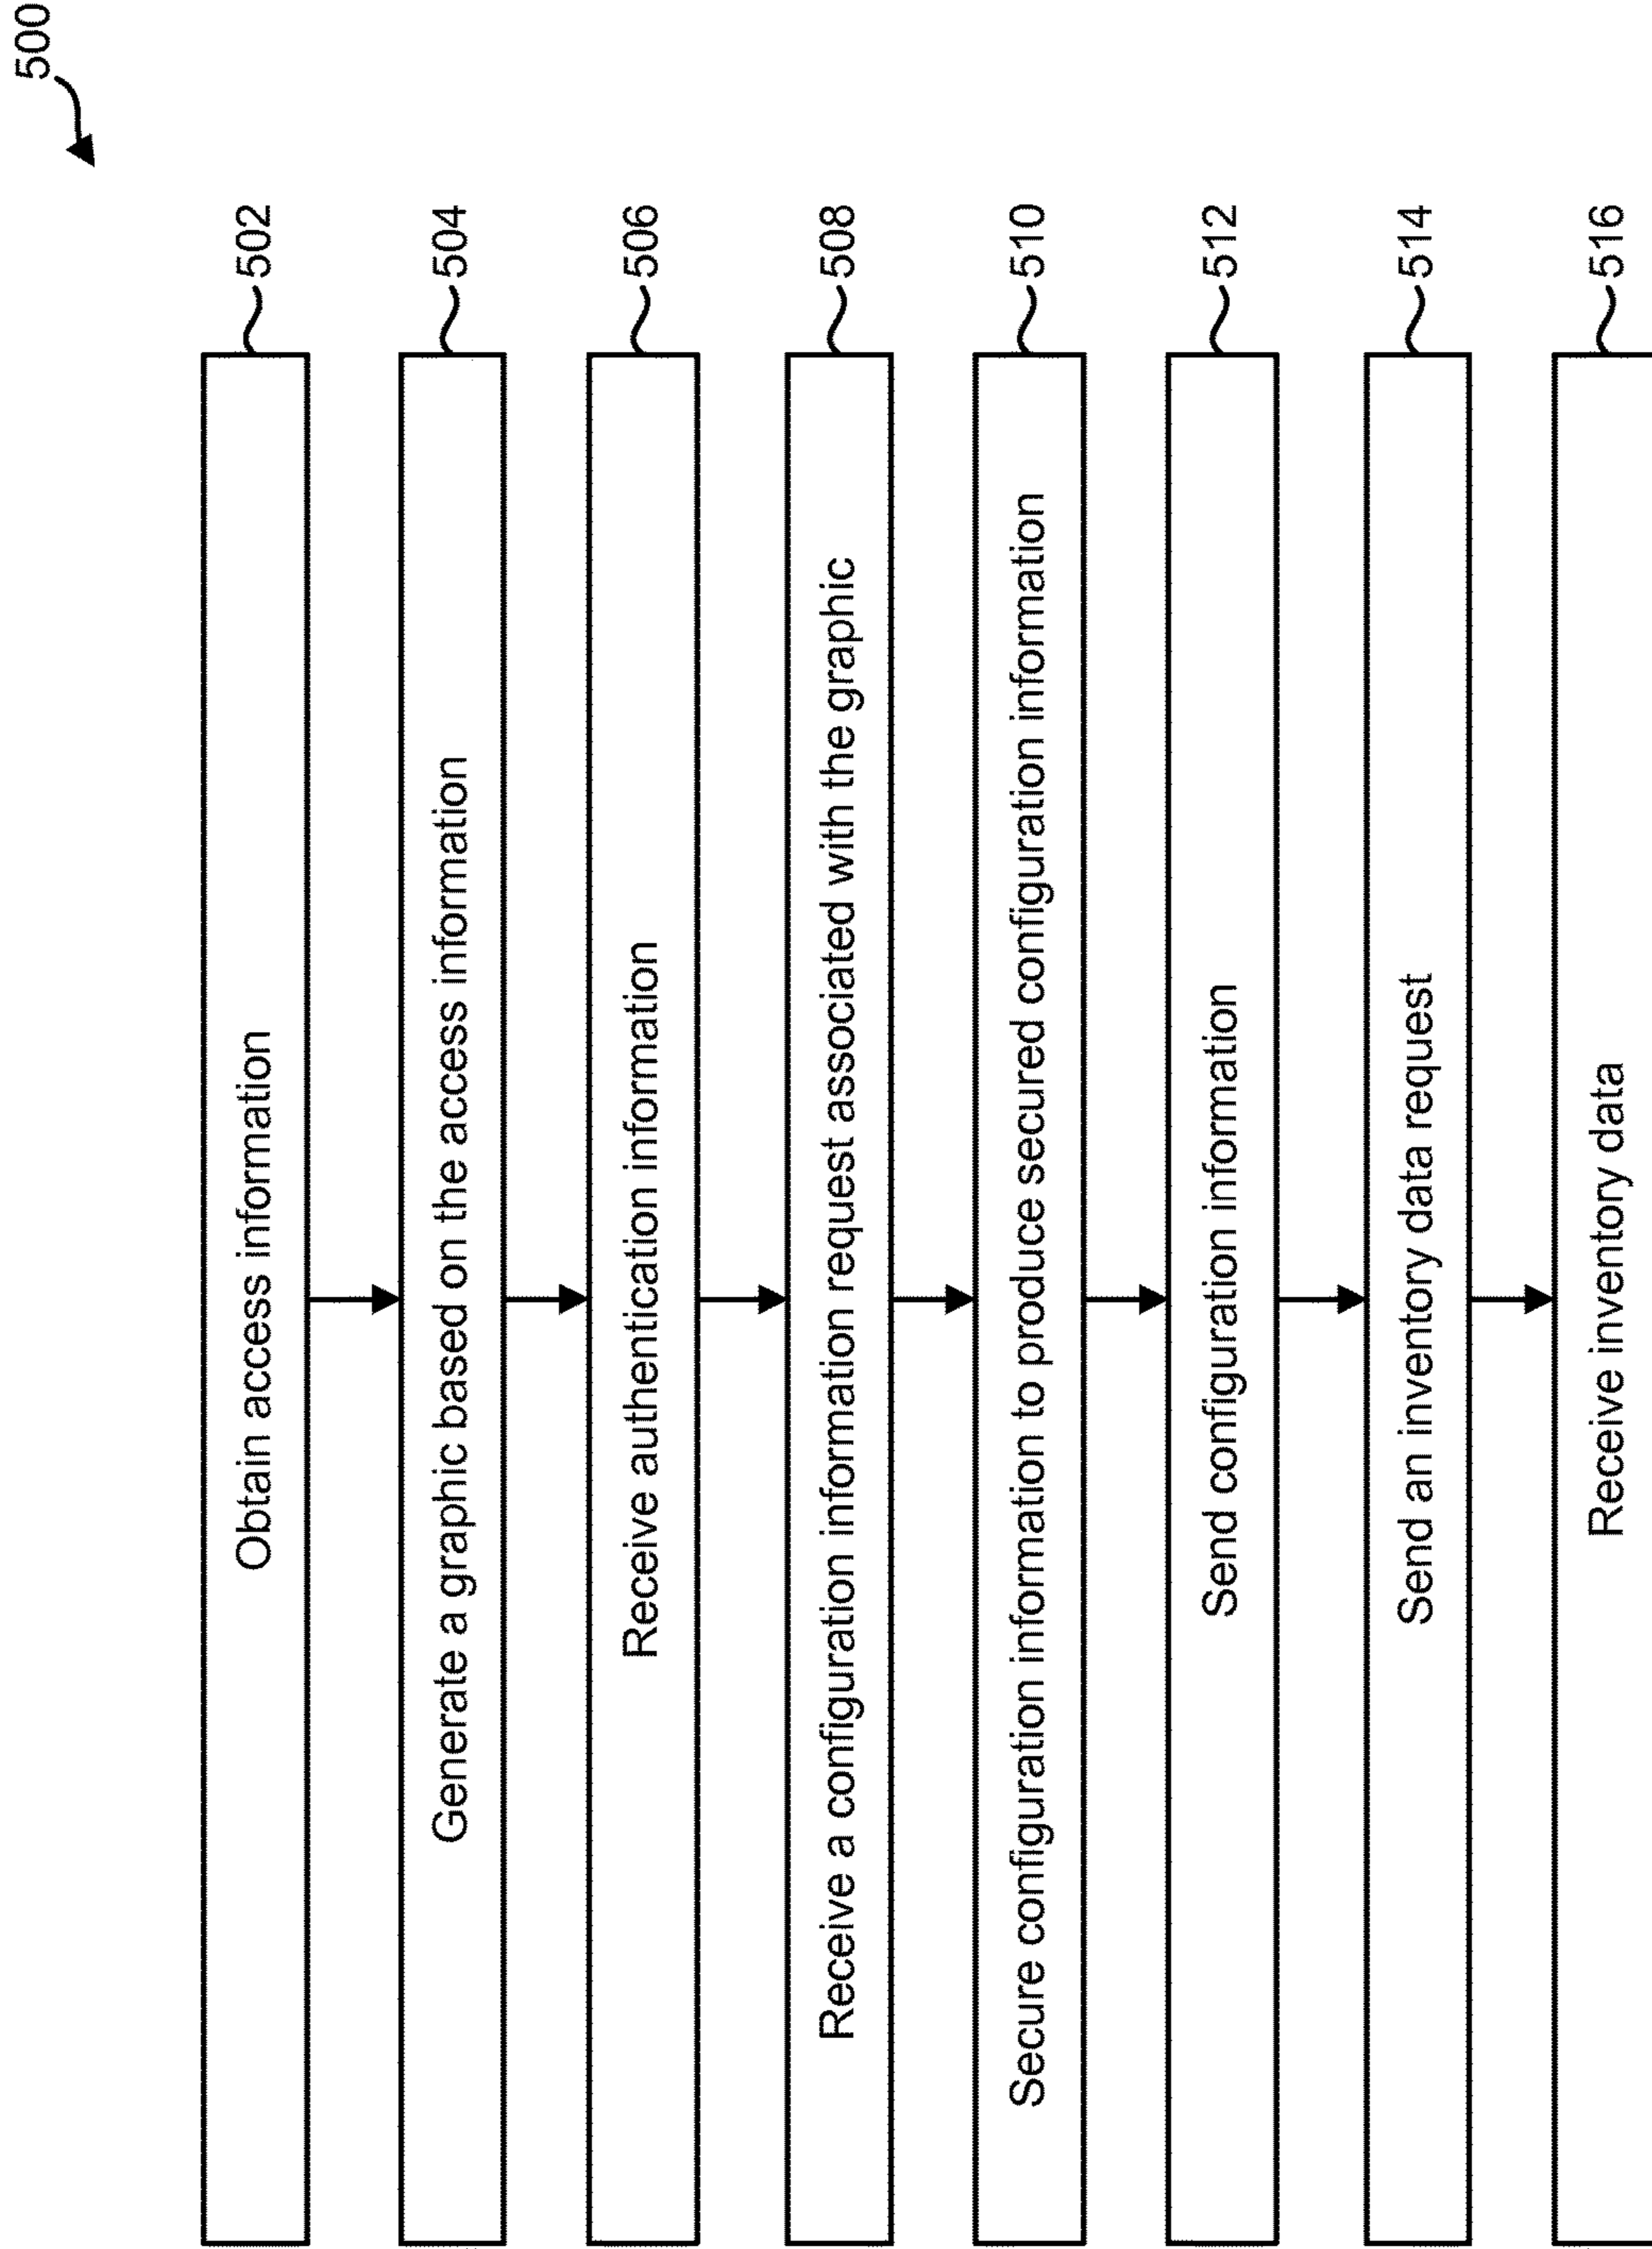 500
Obtain access information
502
Generate a graphic based on the access information
504
Receive authentication information
506
Receive a configuration information request associated with the graphic
508
Secure configuration information to produce secured configuration information
510
Send configuration information
512
Send an inventory data request
514
Receive inventory data
516